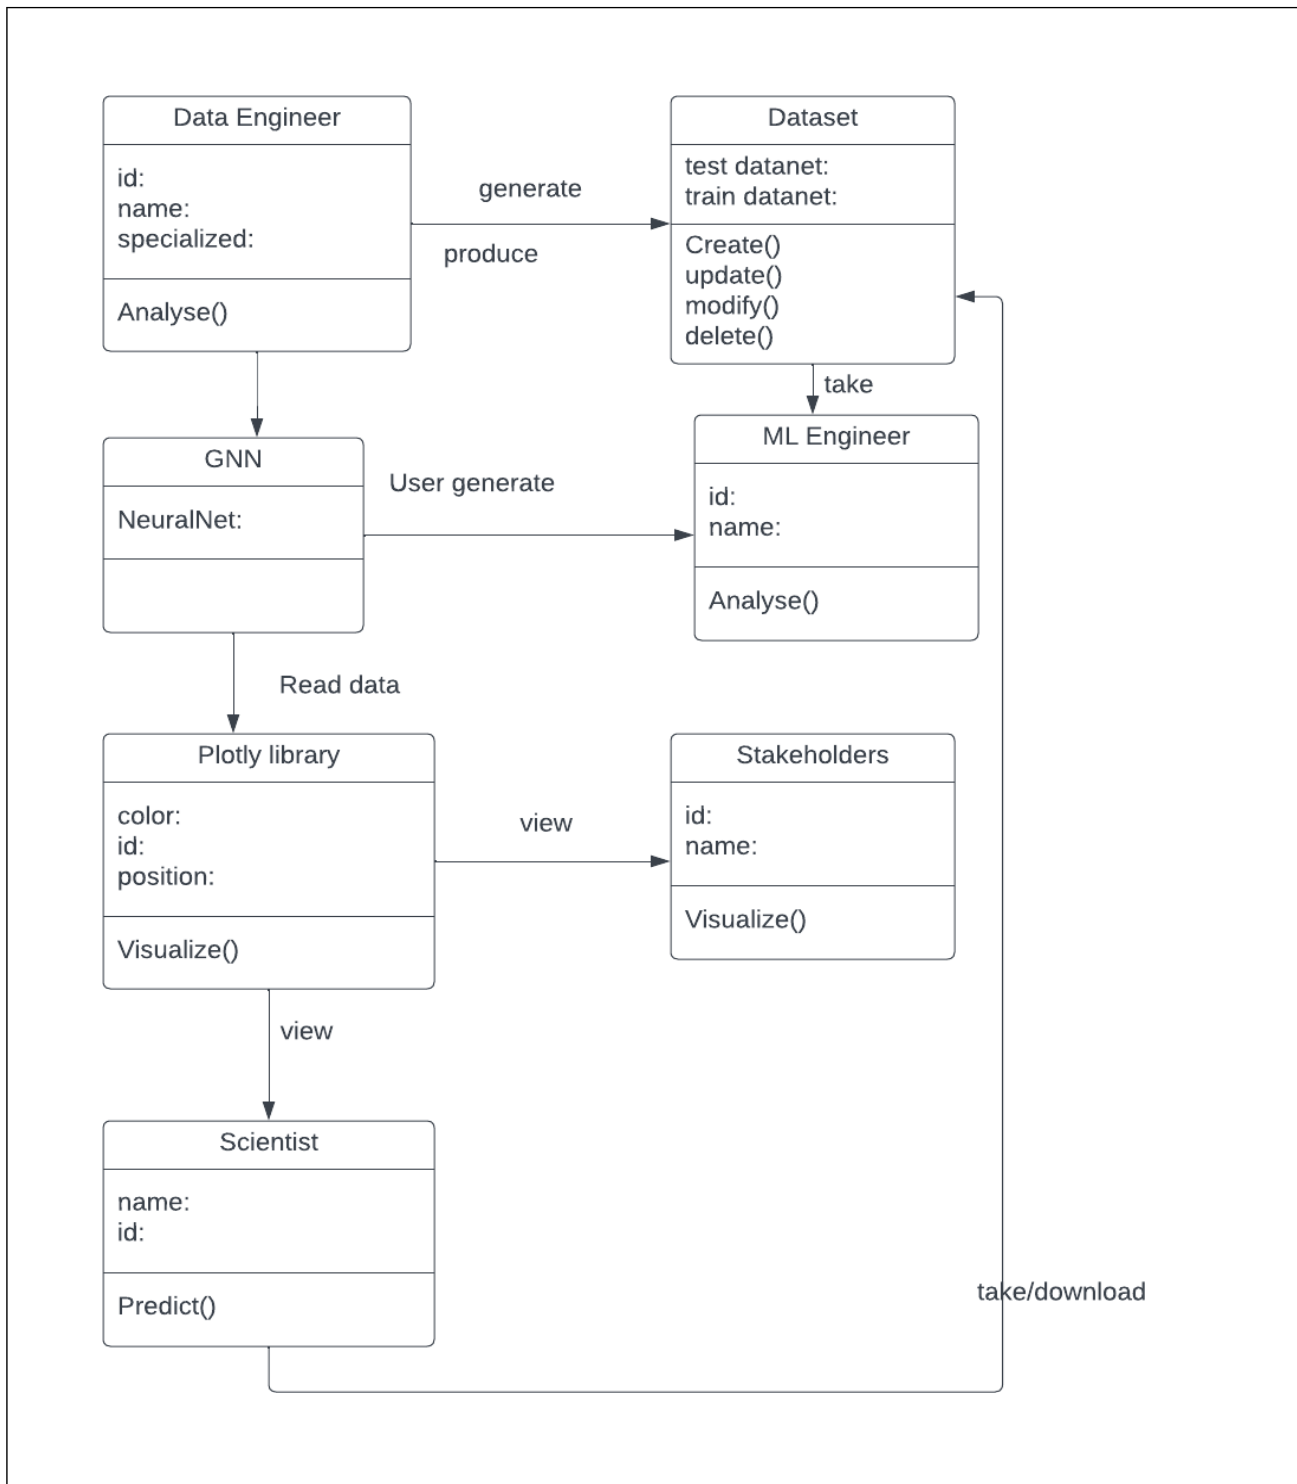 Data Engineer
id:
name:
specialized:
Analyse()
generate
produce
Dataset
test datanet:
train datanet:
Create()
update()
modify()
delete()
take
GNN
NeuralNet:
User generate
ML Engineer
id:
name:
Analyse()
Read data
Plotly library
color:
id:
position:
Visualize()
view
Stakeholders
id:
name:
Visualize()
view
Scientist
name:
id:
Predict()
take/download